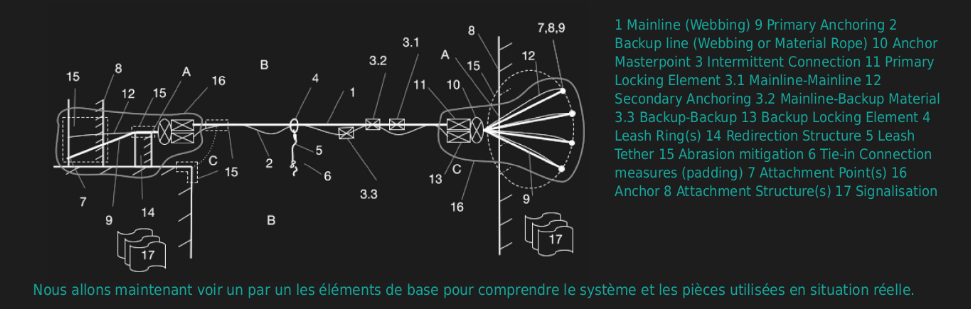 15
8
12
15
A
16
B
4
1
3.2
3.1
A
11
10
15
8
12
7,8,9
2
5
6
3.3
C
15
13
C
16
9
7
9
14
B
17
17
1 Mainline (Webbing) 9 Primary Anchoring 2
Backup line (Webbing or Material Rope) 10 Anchor
Masterpoint 3 Intermittent Connection 11 Primary
Locking Element 3.1 Mainline-Mainline 12
Secondary Anchoring 3.2 Mainline-Backup Material
3.3 Backup-Backup 13 Backup Locking Element 4
Leash Ring(s) 14 Redirection Structure 5 Leash
Tether 15 Abrasion mitigation 6 Tie-in Connection
measures (padding) 7 Attachment Point(s) 16
Anchor 8 Attachment Structure(s) 17 Signalisation
Nous allons maintenant voir un par un les éléments de base pour comprendre le système et les pièces utilisées en situation réelle.